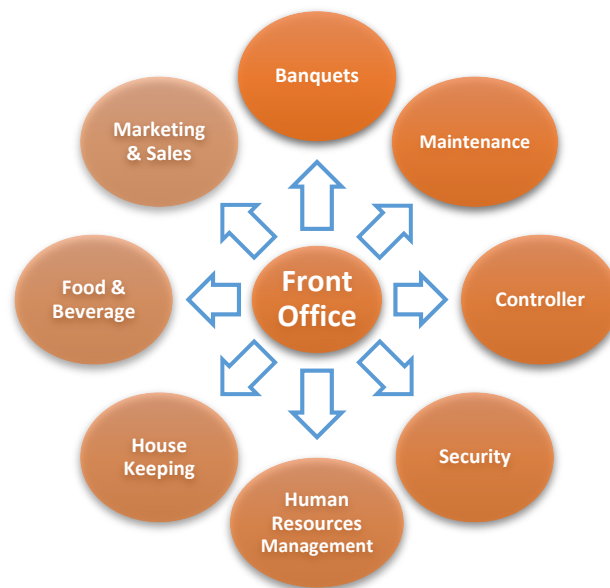 Banquets
Marketing
& Sales
Maintenance
Front
Office
Food &
Beverage
Controller
House
Keeping
Security
Human
Resources
Management